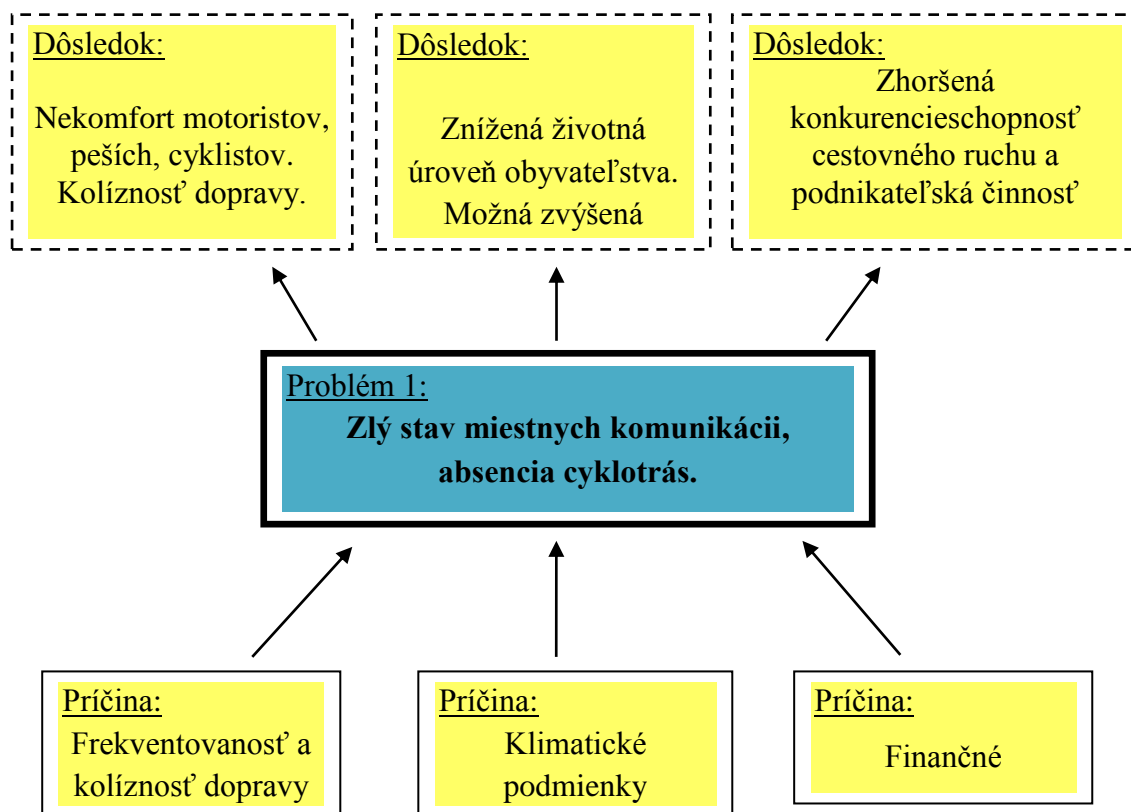 Dôsledok:
Nekomfort motoristov,
peších, cyklistov.
Kolíznosť dopravy.
Dôsledok:
Znížená životná
úroveň obyvateľstva.
Možná zvýšená
Dôsledok:
Zhoršená
konkurencieschopnosť
cestovného ruchu a
podnikateľská činnosť
Problém 1:
Zlý stav miestnych komunikácii,
absencia cyklotrás.
Príčina:
Frekventovanosť a
kolíznosť dopravy
Príčina:
Klimatické
podmienky
Príčina:
Finančné